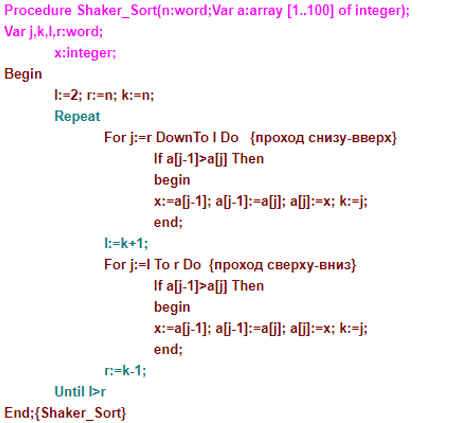 Procedure Shaker_Sort(n:word;Var a:array [1..100] of integer);
Var j,k,l,r:word;
x:integer;
Begin
l:=2; r:=n; k:=n;
Repeat
For j:=r DownTo l Do {проход снизу-вверх}
If a[j-1]>a[j] Then
begin
x:=a[j-1]; a[j-1]:=a[j]; a[j]:=x; k:=j;
end;
l:=k+1;
For j:=l To r Do {проход сверху-вниз}
If a[j-1]>a[j] Then
begin
x:=a[j-1]; a[j-1]:=a[j]; a[j]:=x; k:=j;
end;
r:=k-1;
Until l>r
End;{Shaker_Sort}